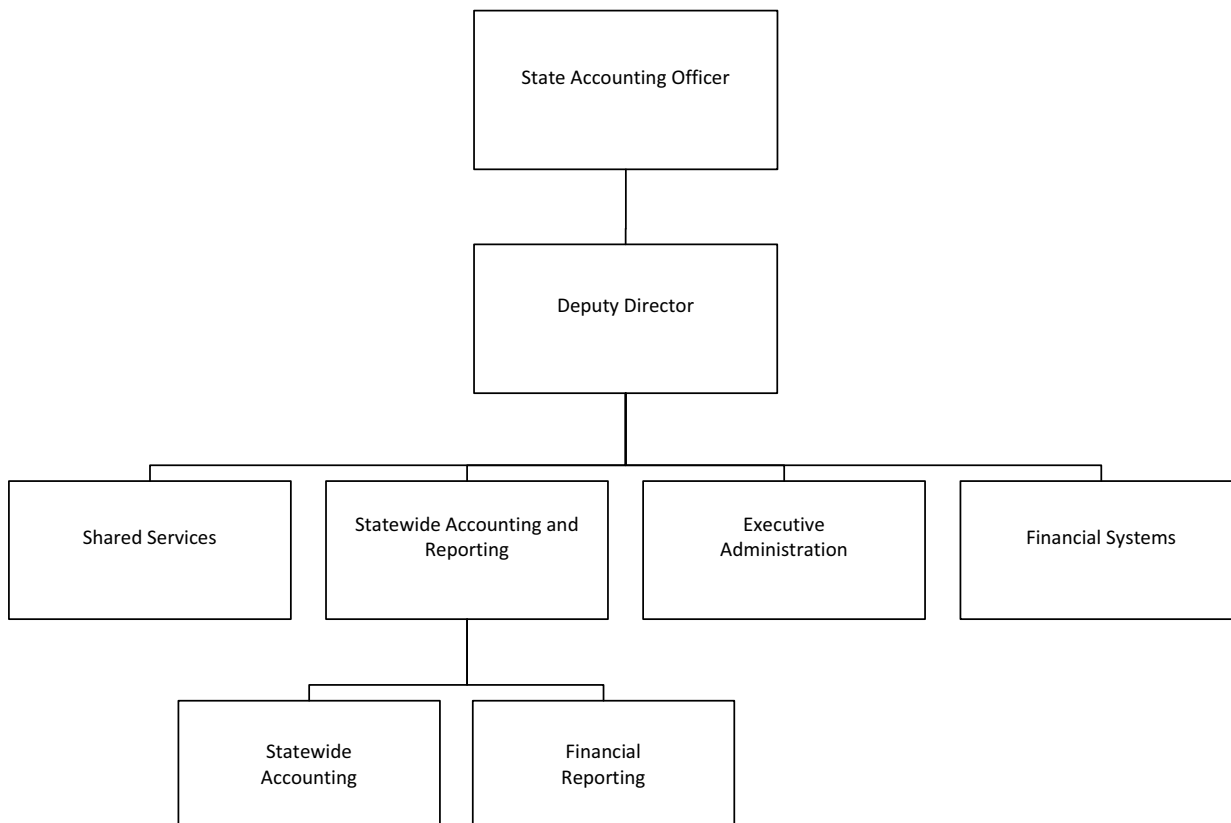 State Accounting Officer
Deputy Director
Shared Services
Statewide Accounting and
Reporting
Executive
Administration
Financial Systems
Statewide
Accounting
Financial
Reporting